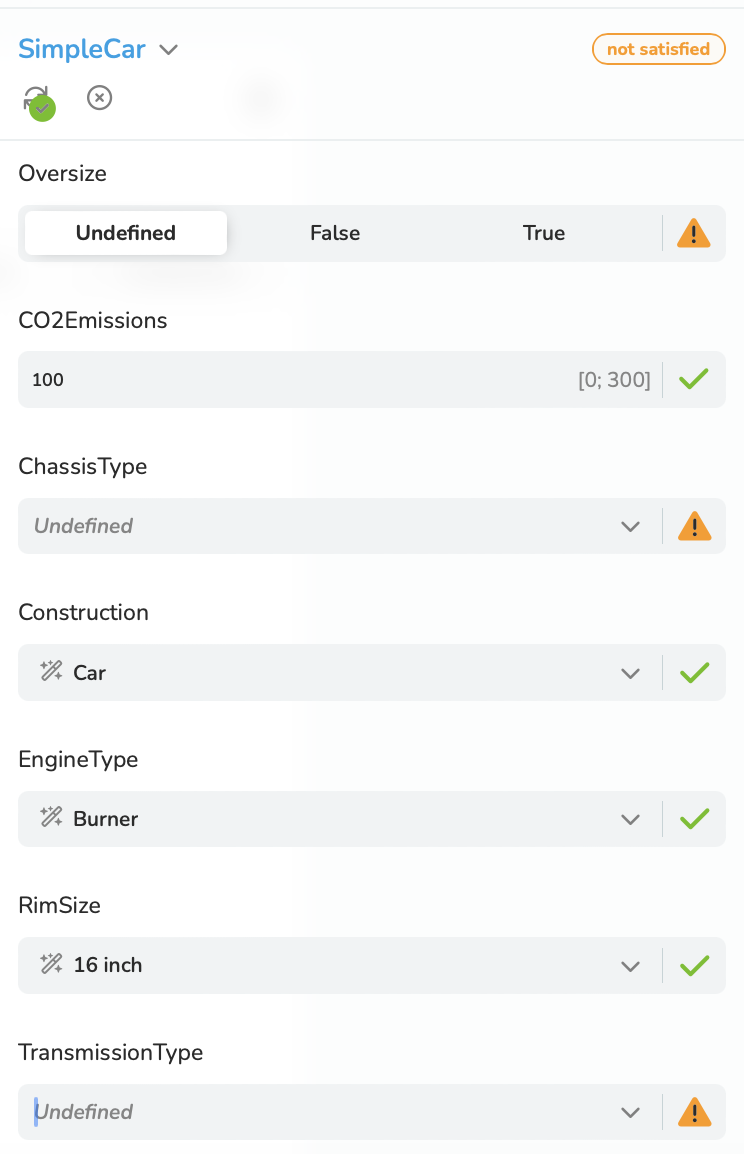 SimpleCar
not satisfied
Oversize
Undefined False True
CO2Emissions
100 [0; 300]
ChassisType
Undefined
Construction
Car
EngineType
Burner
RimSize
16 inch
TransmissionType
Undefined